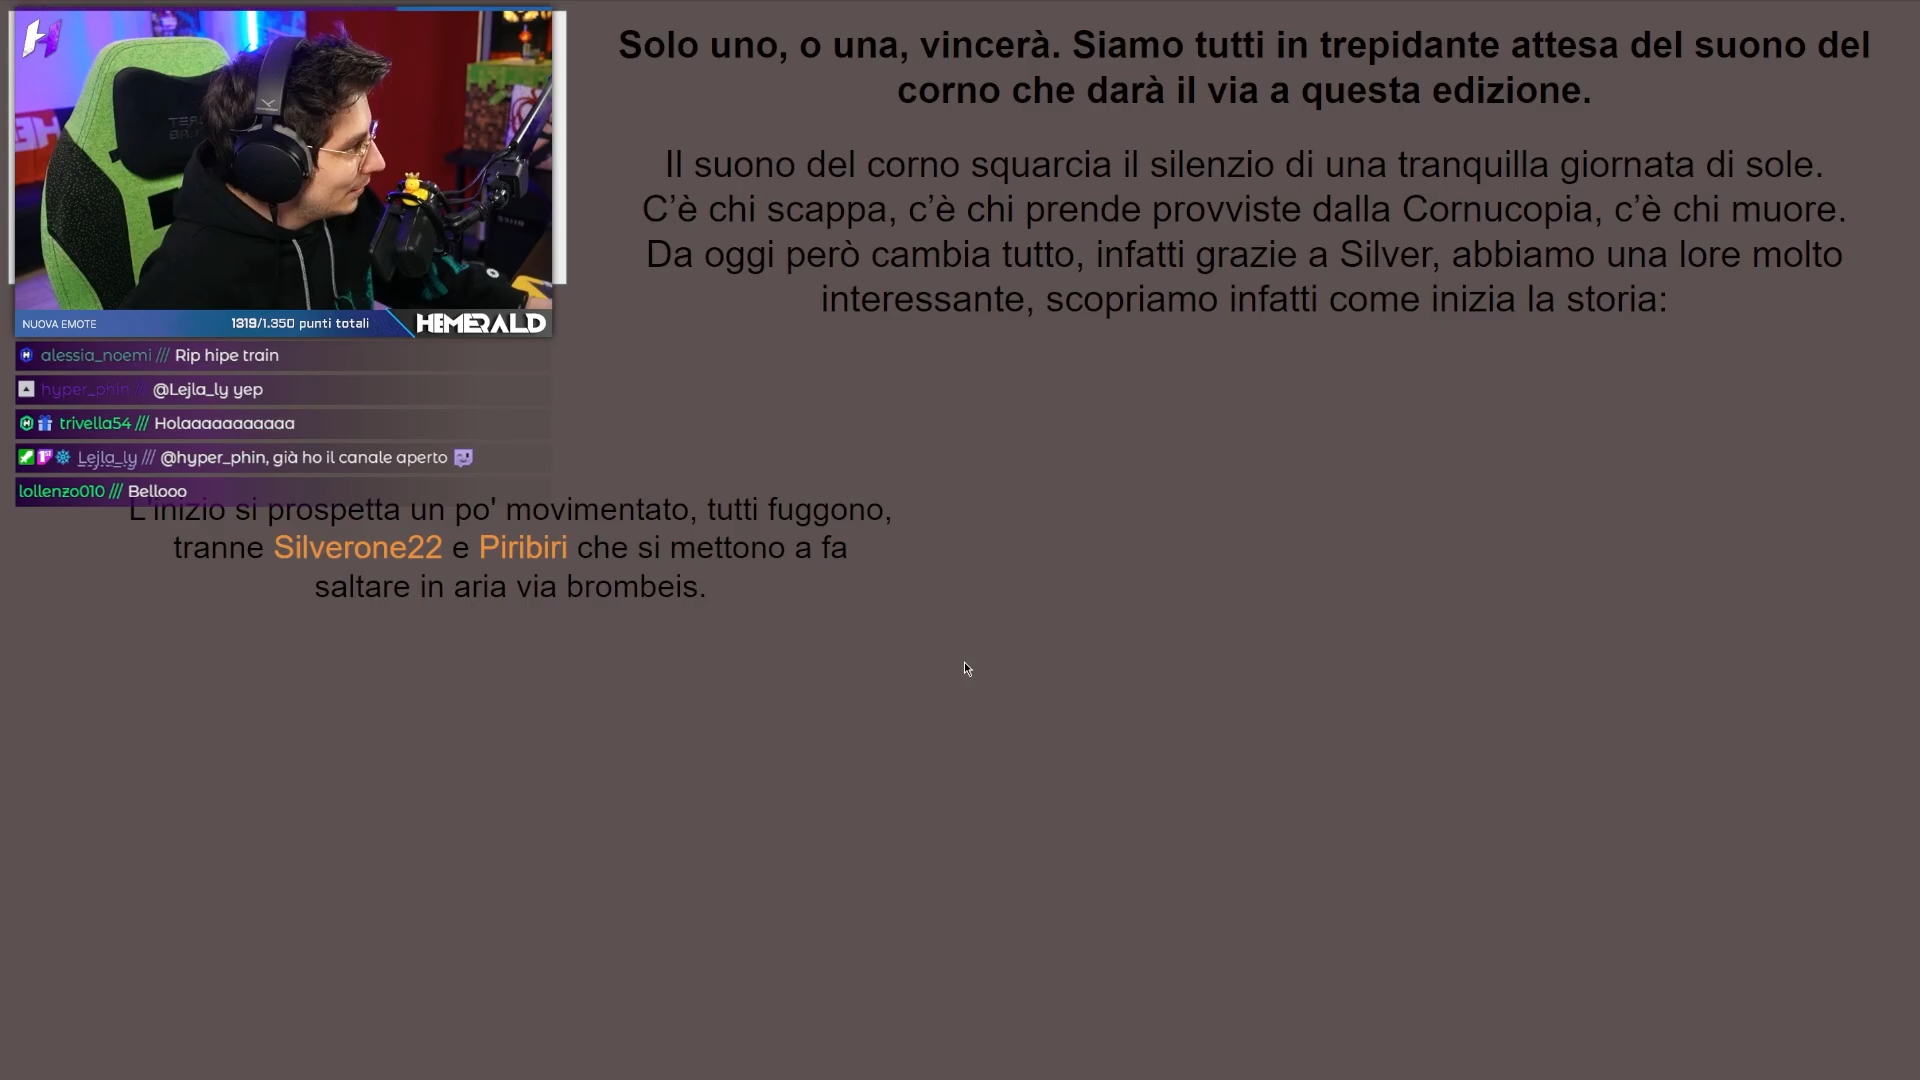 Solo uno, o una, vincerà. Siamo tutti in trepidante attesa del suono del
corno che darà il via a questa edizione.
Il suono del corno squarcia il silenzio di una tranquilla giornata di sole.
C’è chi scappa, c’è chi prende provviste dalla Cornucopia, c’è chi muore.
Da oggi però cambia tutto, infatti grazie a Silver, abbiamo una lore molto
interessante, scopriamo infatti come inizia la storia:
NUOVA EMOTE 1319/1.350 punti totali HEMERALD
alessia_noemi /// Rip hipe train
hyper_phin /// @Lejla_ly yep
trivella54 /// Holaaaaaaaaaaa
Lejla_ly /// @hyper_phin, già ho il canale aperto
lollenzo010 /// Bellooo
L'inizio si prospetta un po' movimentato, tutti fuggono,
tranne Silverone22 e Piribiri che si mettono a fa
saltare in aria via brombeis.